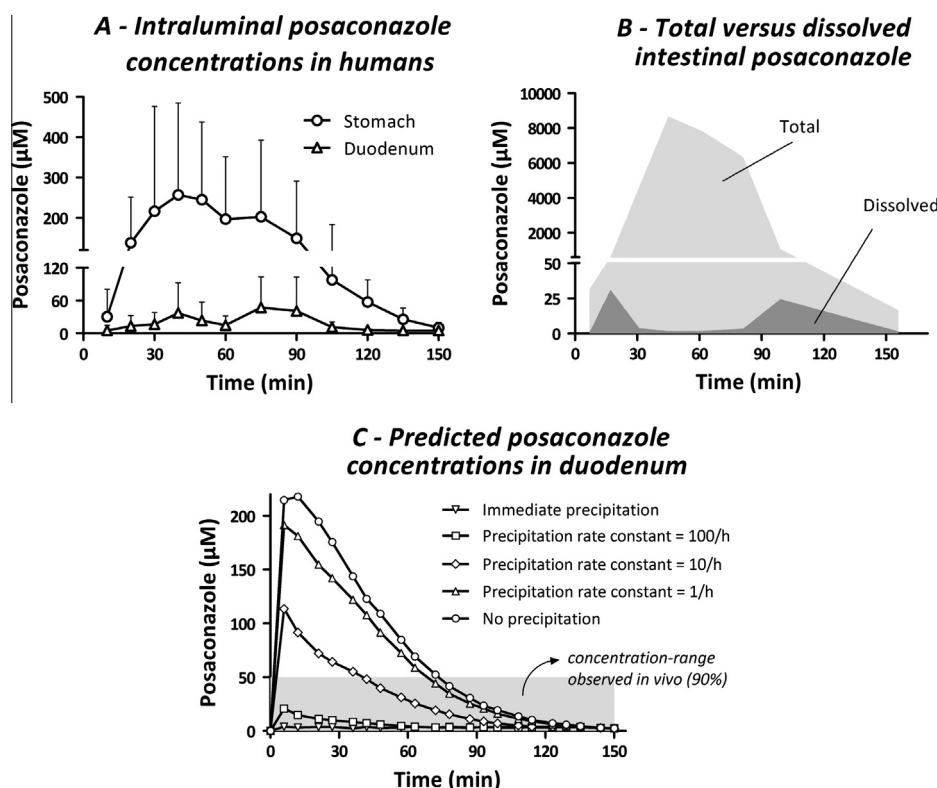 A - Intraluminal posaconazole
concentrations in humans
Posaconazole (µM)
500
400
300
200
120
60
0
Stomach
Duodenum
0 30 60 90 120 150
Time (min)
B - Total versus dissolved
intestinal posaconazole
Posaconazole (µM)
10000
8000
6000
4000
2000
50
25
0
Total
Dissolved
0 30 60 90 120 150
Time (min)
C - Predicted posaconazole
concentrations in duodenum
Posaconazole (µM)
200
150
100
50
0
Immediate precipitation
Precipitation rate constant = 100/h
Precipitation rate constant = 10/h
Precipitation rate constant = 1/h
No precipitation
concentration-range
observed in vivo (90%)
0 30 60 90 120 150
Time (min)